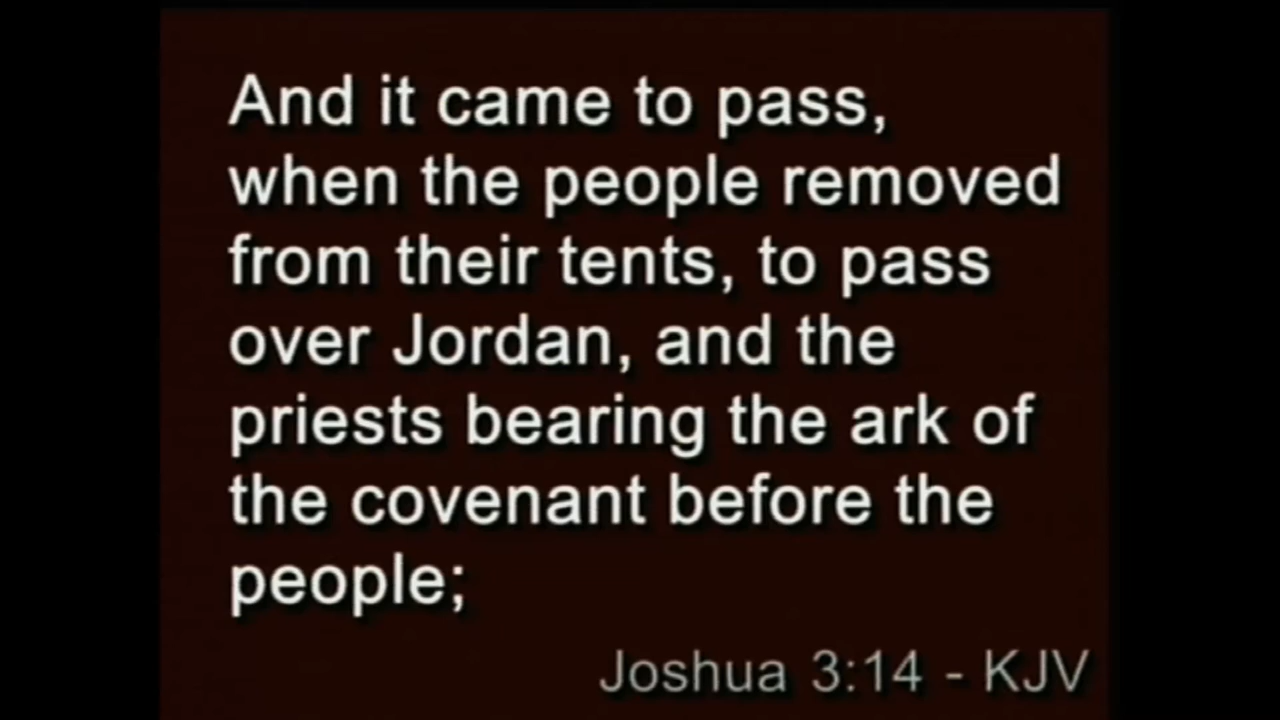 And it came to pass,
when the people removed
from their tents, to pass
over Jordan, and the
priests bearing the ark of
the covenant before the
people;
Joshua 3:14 - KJV